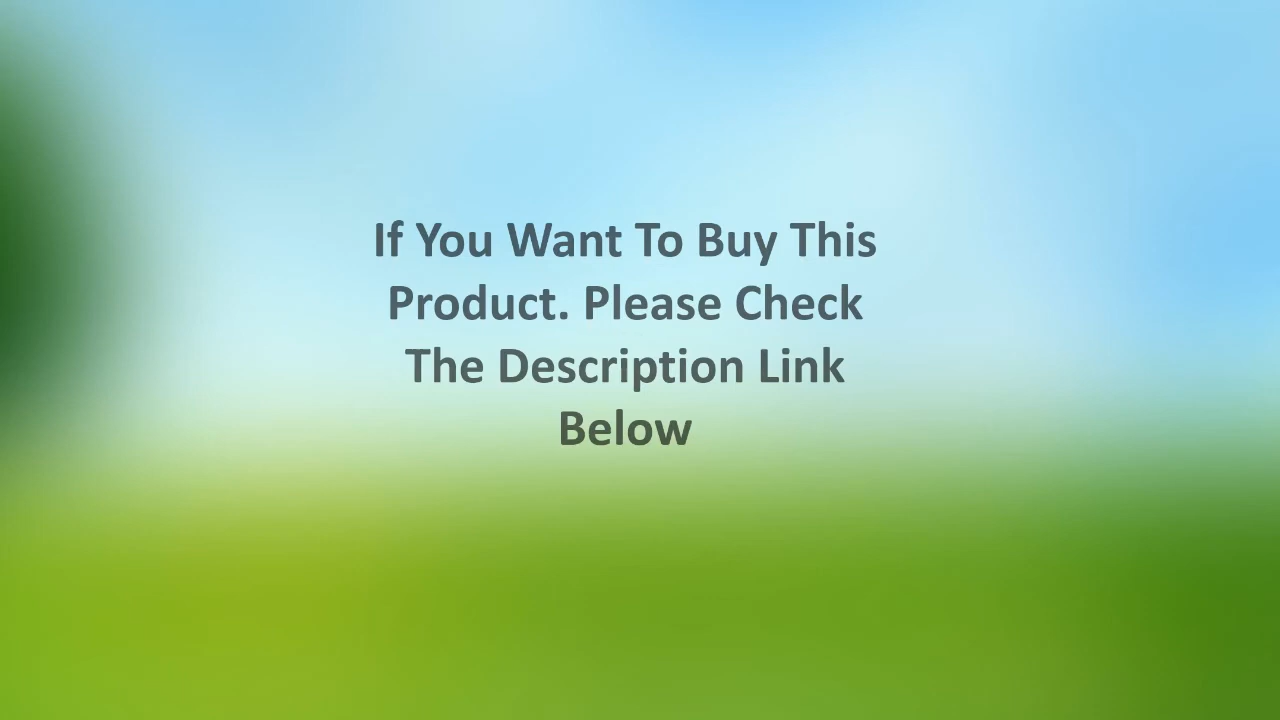 If You Want To Buy This
Product. Please Check
The Description Link
Below